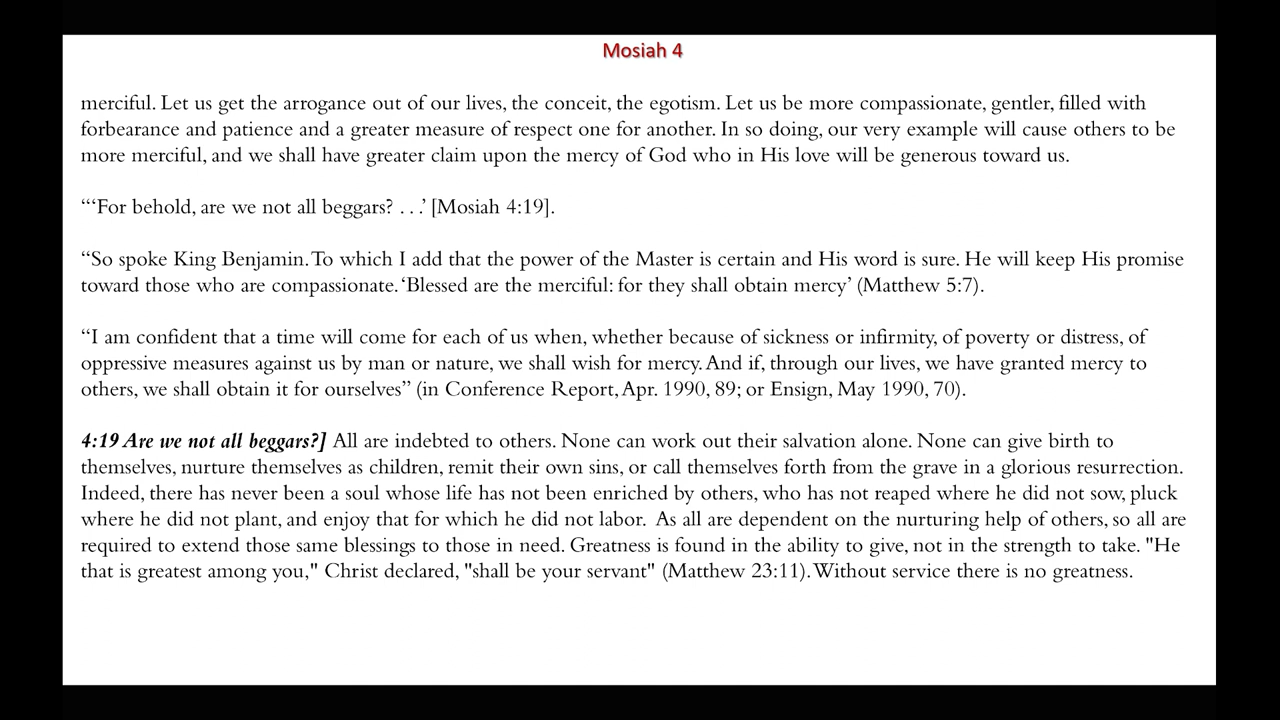 Mosiah 4
merciful. Let us get the arrogance out of our lives, the conceit, the egotism. Let us be more compassionate, gentler, filled with
forbearance and patience and a greater measure of respect one for another. In so doing, our very example will cause others to be
more merciful, and we shall have greater claim upon the mercy of God who in His love will be generous toward us.
“‘For behold, are we not all beggars? . . .’ [Mosiah 4:19].
“So spoke King Benjamin. To which I add that the power of the Master is certain and His word is sure. He will keep His promise
toward those who are compassionate. ‘Blessed are the merciful: for they shall obtain mercy’ (Matthew 5:7).
“I am confident that a time will come for each of us when, whether because of sickness or infirmity, of poverty or distress, of
oppressive measures against us by man or nature, we shall wish for mercy. And if, through our lives, we have granted mercy to
others, we shall obtain it for ourselves” (in Conference Report, Apr. 1990, 89; or Ensign, May 1990, 70).
4:19 Are we not all beggars?] All are indebted to others. None can work out their salvation alone. None can give birth to
themselves, nurture themselves as children, remit their own sins, or call themselves forth from the grave in a glorious resurrection.
Indeed, there has never been a soul whose life has not been enriched by others, who has not reaped where he did not sow, pluck
where he did not plant, and enjoy that for which he did not labor. As all are dependent on the nurturing help of others, so all are
required to extend those same blessings to those in need. Greatness is found in the ability to give, not in the strength to take. "He
that is greatest among you," Christ declared, "shall be your servant" (Matthew 23:11). Without service there is no greatness.